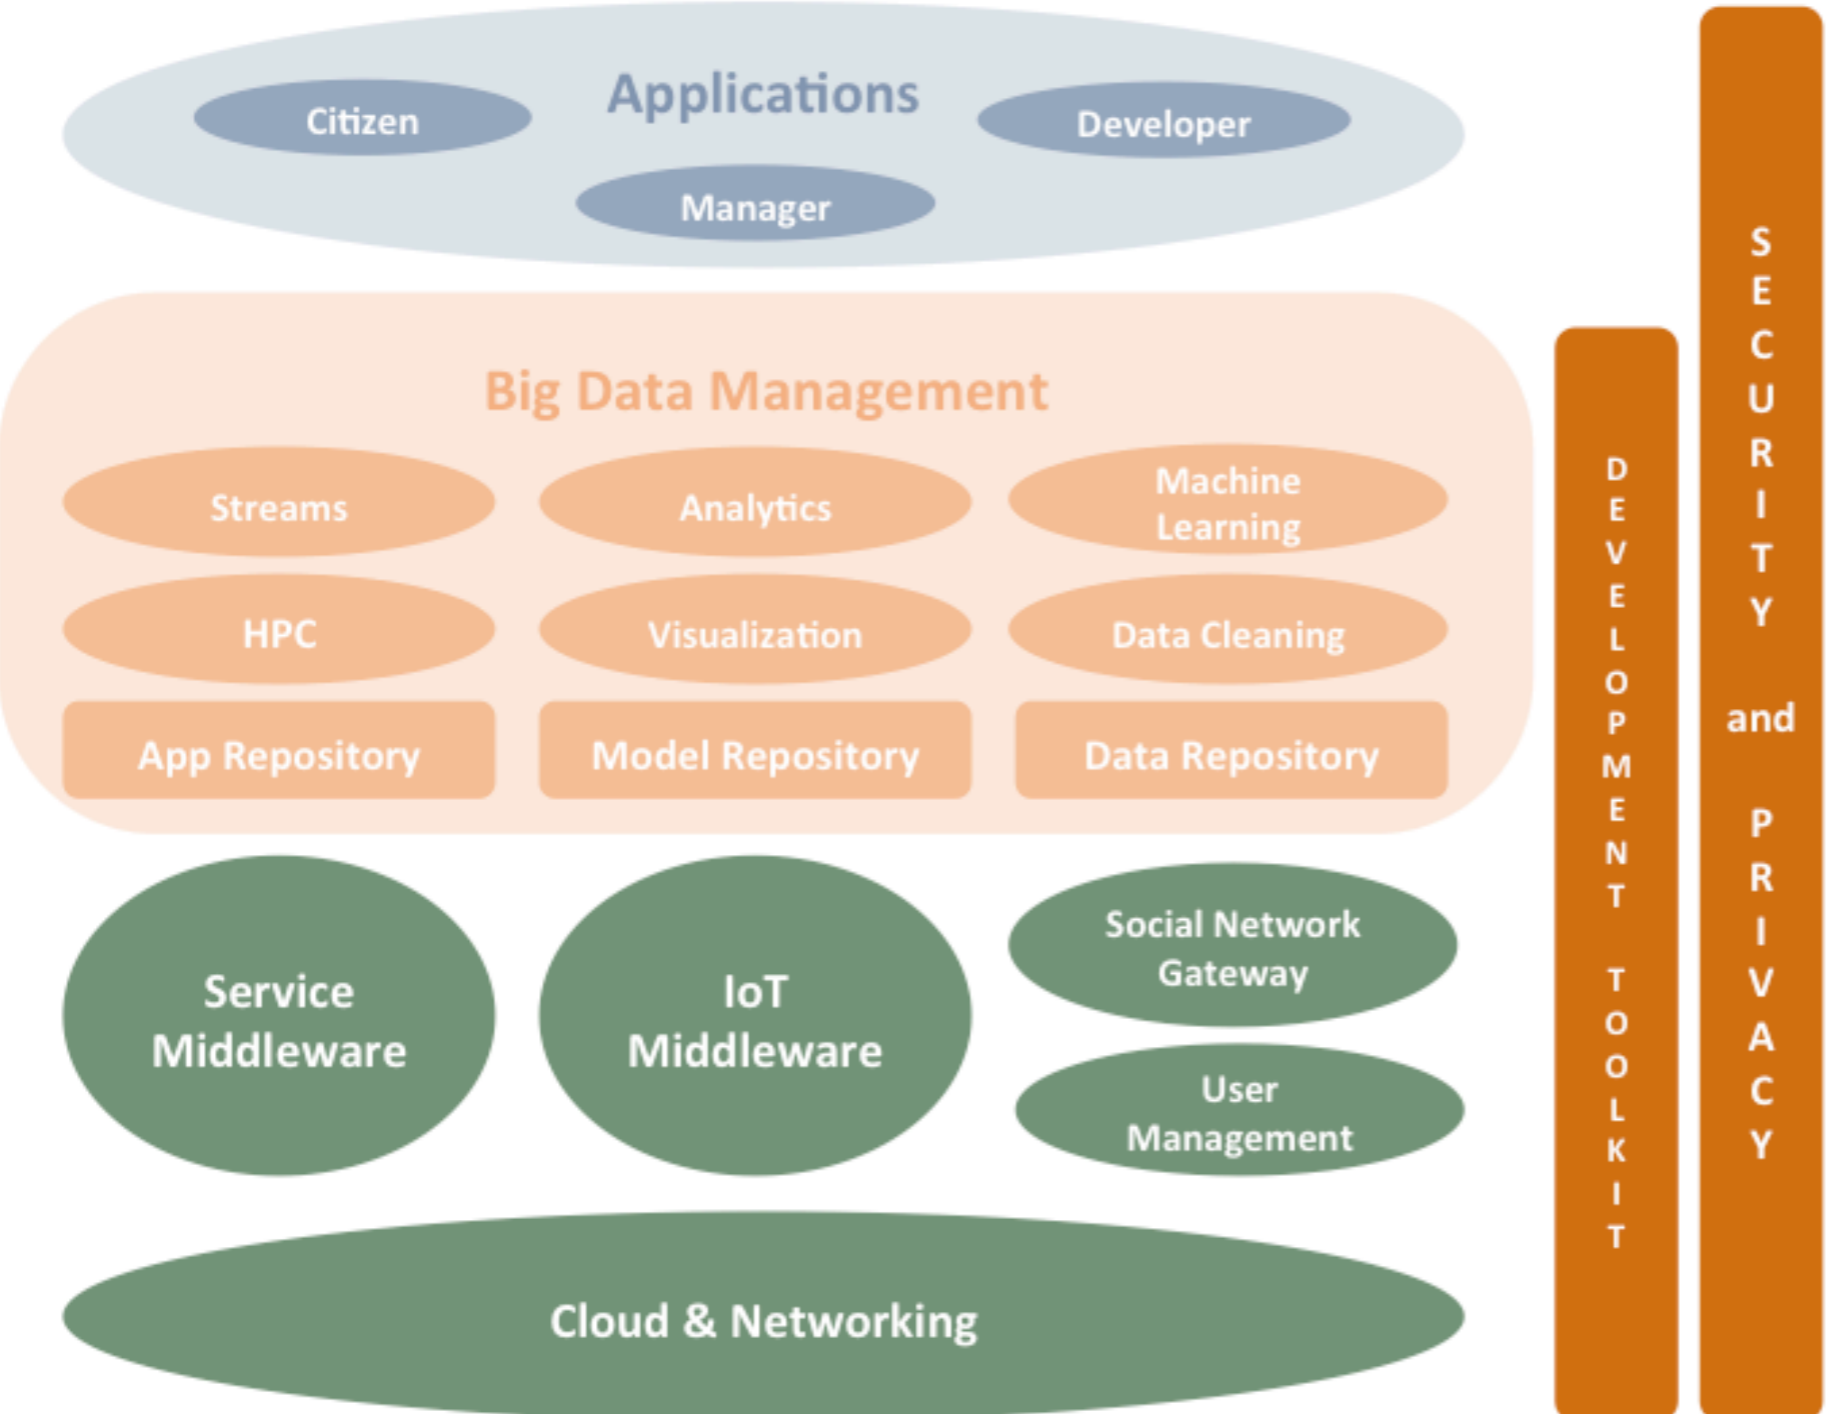 Applications
Citizen
Developer
Manager
Big Data Management
Streams
Analytics
Machine
Learning
HPC
Visualization
Data Cleaning
App Repository
Model Repository
Data Repository
Service
Middleware
IoT
Middleware
Social Network
Gateway
User
Management
Cloud & Networking
DEVELOPMENT TOOLKIT
SECURITY and PRIVACY